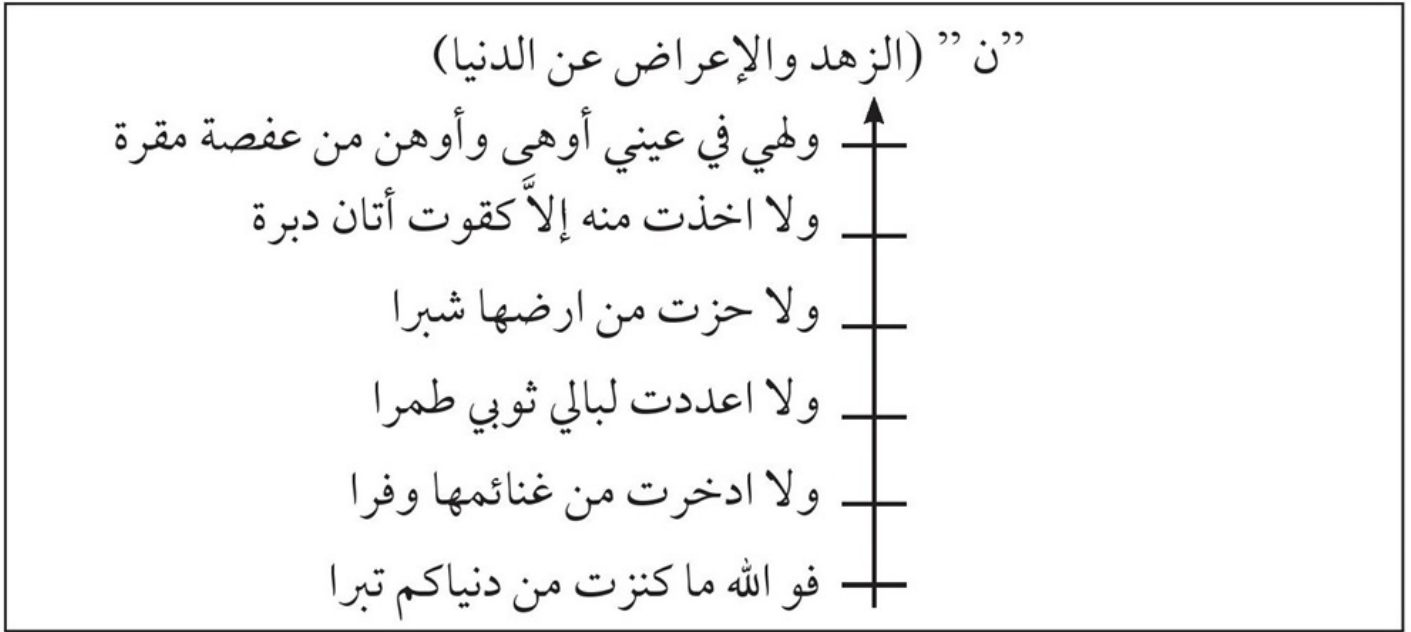 ”ن” (الزهد والإعراض عن الدنيا)
ولهي في عيني أوهى وأوهن من عفصة مقرة
ولا اخذت منه إلاَّ كقوت أتان دبرة
ولا حزت من ارضها شبرا
ولا اعددت لبالي ثوبي طمرا
ولا ادخرت من غنائمها وفرا
فو الله ما كنزت من دنياكم تبرا